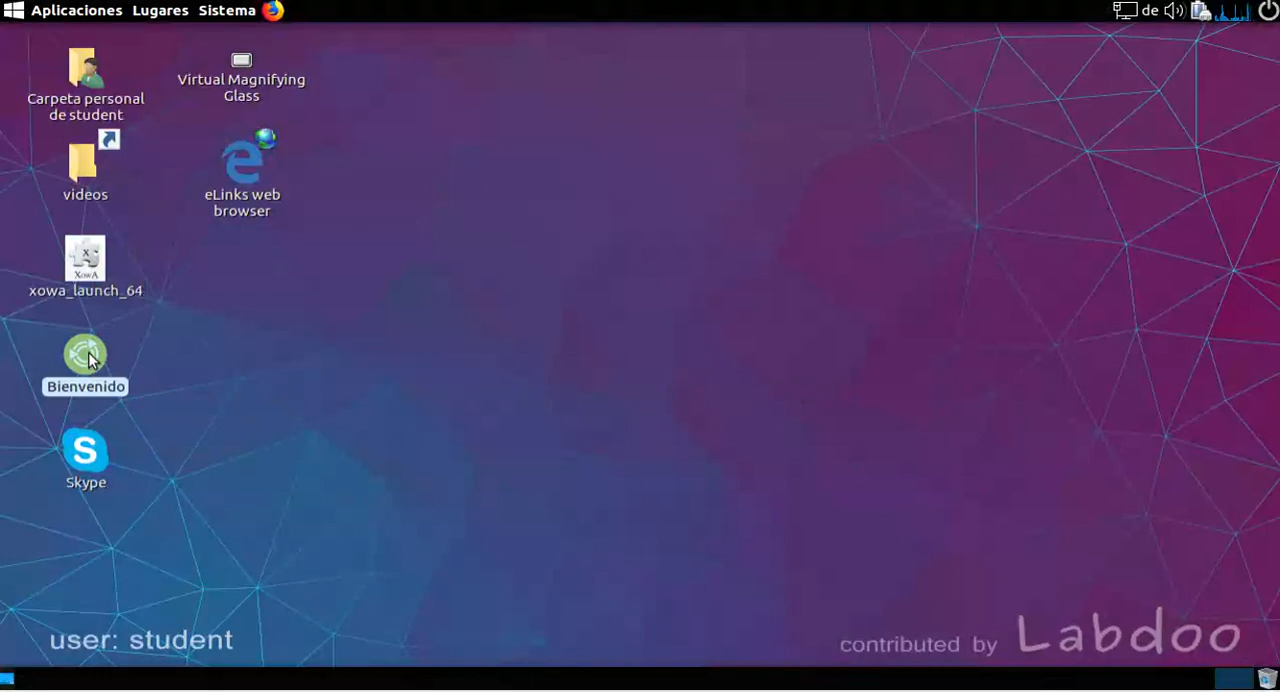 Aplicaciones Lugares Sistema
de
Carpeta personal
de student
Virtual Magnifying
Glass
videos
eLinks web
browser
X
XOWA
xowa_launch_64
Bienvenido
S
Skype
user: student
contributed by Labdoo